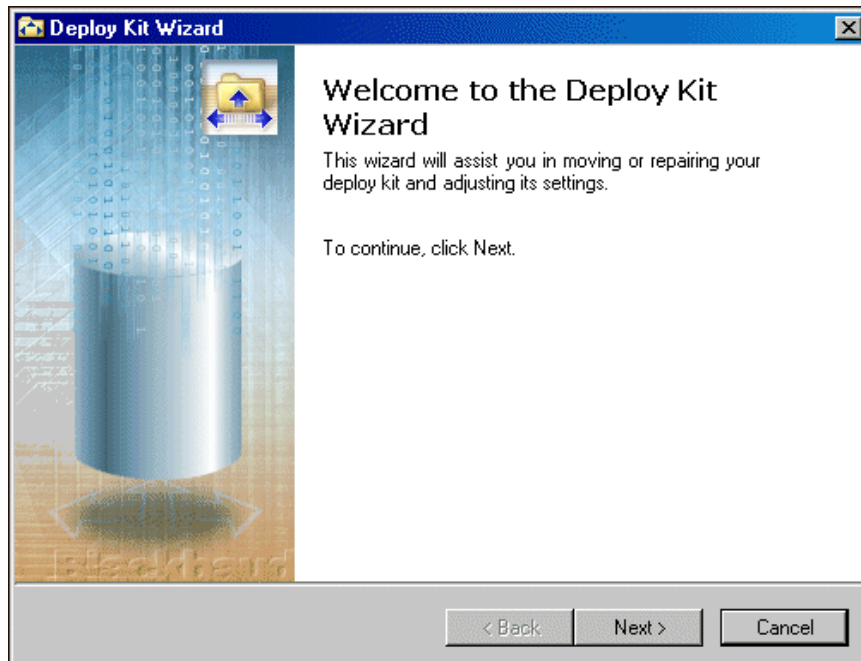 Deploy Kit Wizard
Welcome to the Deploy Kit
Wizard
This wizard will assist you in moving or repairing your
deploy kit and adjusting its settings.
To continue, click Next.
Blackbaud
< Back
Next >
Cancel